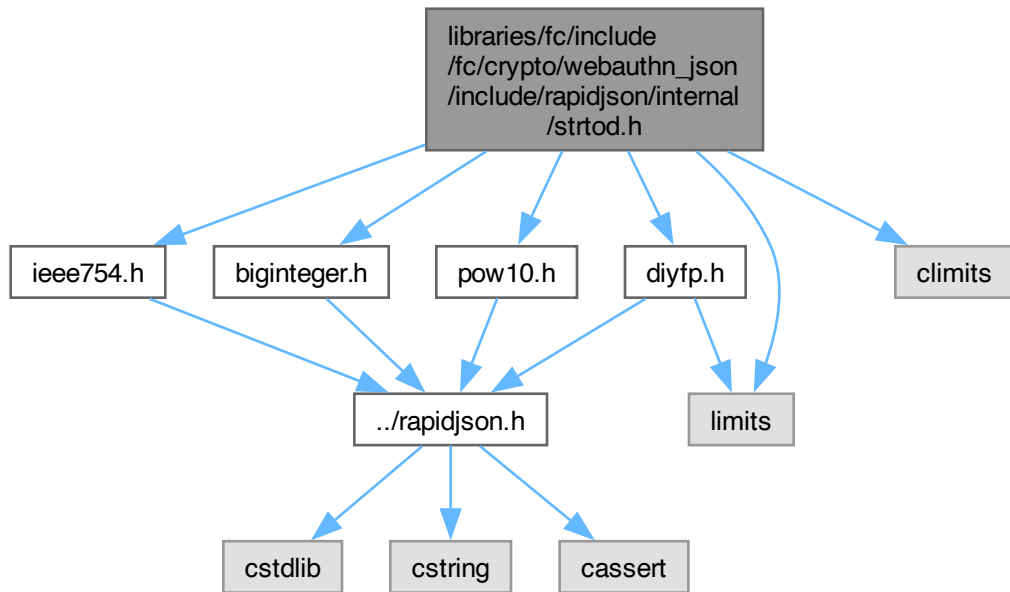 libraries/fc/include
/fc/crypto/webauthn_json
/include/rapidjson/internal
/strtod.h
ieee754.h
biginteger.h
pow10.h
diyfp.h
climits
../rapidjson.h
limits
cstdlib
cstring
cassert